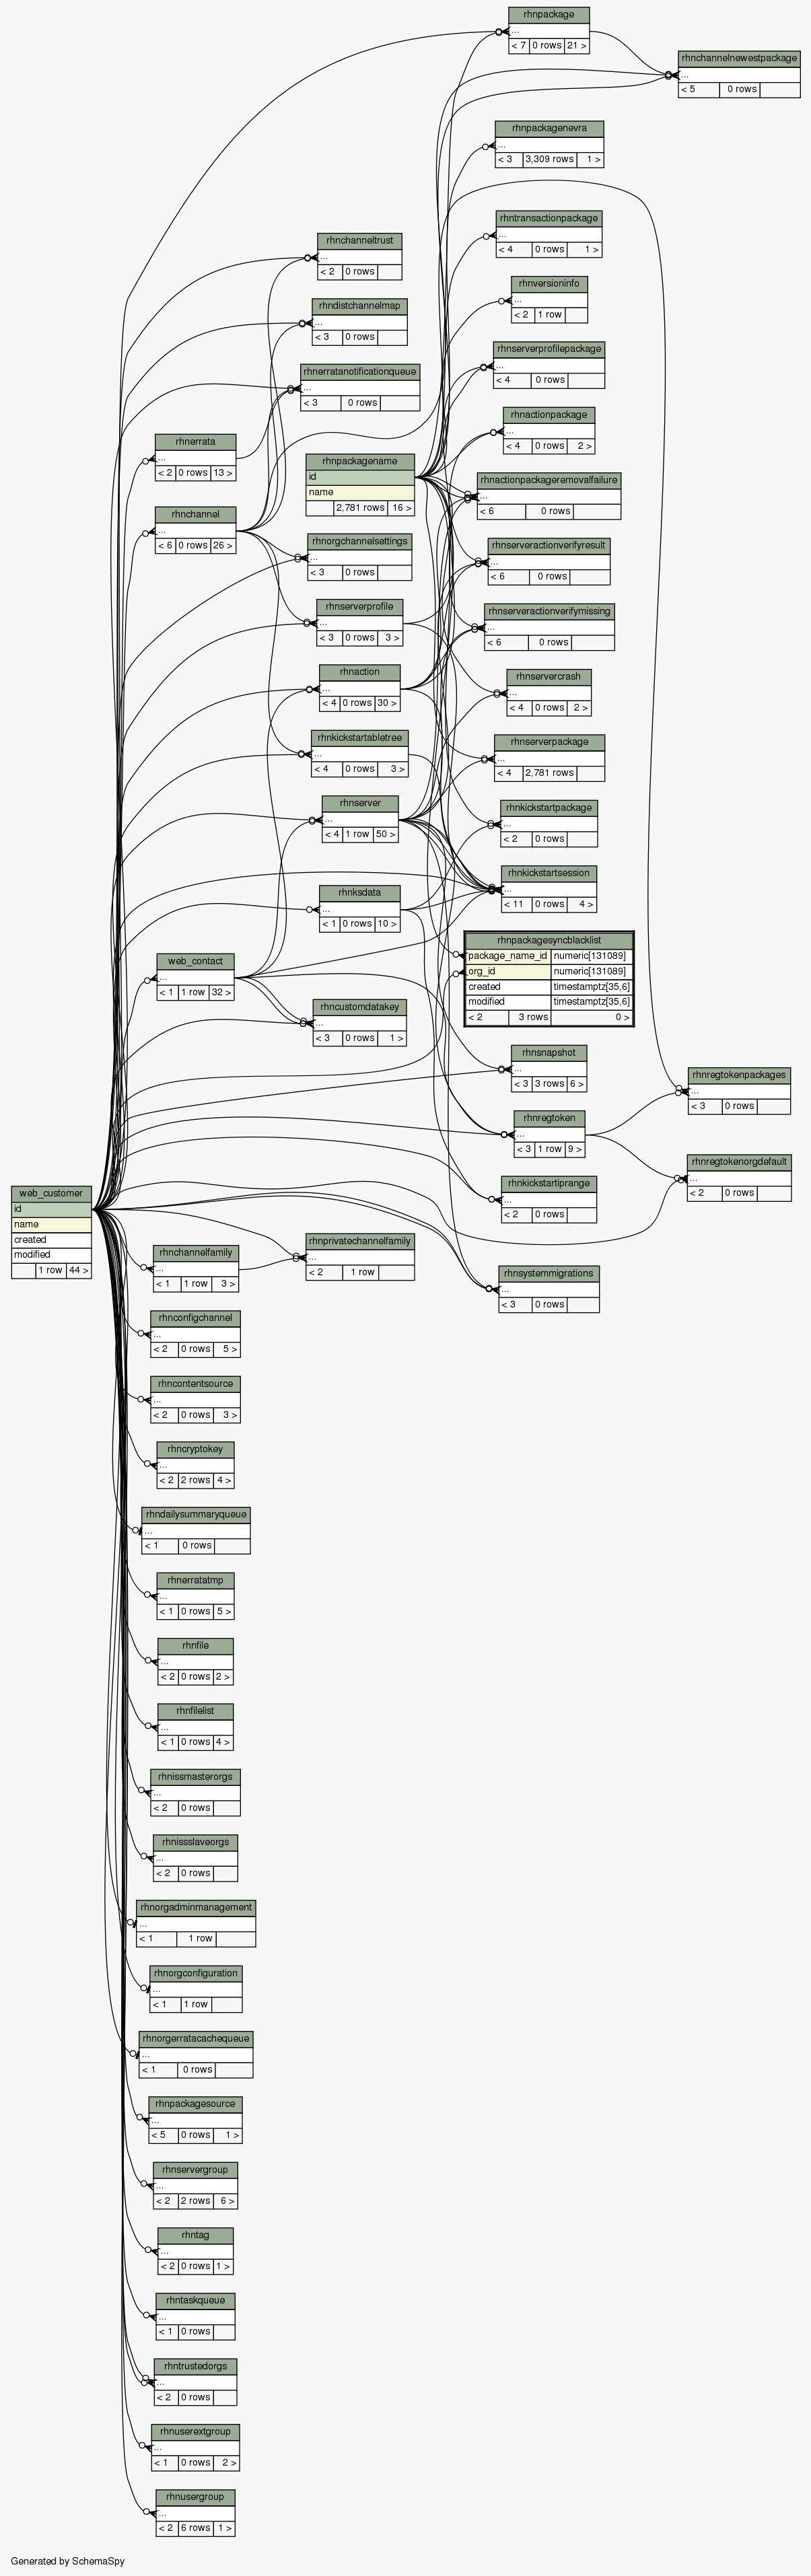 rhnpackage
...
< 7 0 rows 21 >
rhnchannelnewestpackage
...
< 5 0 rows
rhnpackagenevra
...
< 3 3,309 rows 1 >
rhntransactionpackage
...
< 4 0 rows 1 >
rhnchanneltrust
...
< 2 0 rows
rhnversioninfo
...
< 2 1 row
rhndistchannelmap
...
< 3 0 rows
rhnserverprofilepackage
...
< 4 0 rows
rhnerratanotificationqueue
...
< 3 0 rows
rhnactionpackage
...
< 4 0 rows 2 >
rhnerrata
...
< 2 0 rows 13 >
rhnpackagename
id
name
2,781 rows 16 >
rhnactionpackageremovalfailure
...
< 6 0 rows
rhnchannel
...
< 6 0 rows 26 >
rhnorgchannelsettings
...
< 3 0 rows
rhnserveractionverifyresult
...
< 6 0 rows
rhnserverprofile
...
< 3 0 rows 3 >
rhnserveractionverifymissing
...
< 6 0 rows
rhnaction
...
< 4 0 rows 30 >
rhnservercrash
...
< 4 0 rows 2 >
rhnkickstartabletree
...
< 4 0 rows 3 >
rhnserverpackage
...
< 4 2,781 rows
rhnserver
...
< 4 1 row 50 >
rhnkickstartpackage
...
< 2 0 rows
rhnksdata
...
< 1 0 rows 10 >
rhnkickstartsession
...
< 11 0 rows 4 >
rhnpackagesyncblacklist
package_name_id numeric[131089]
org_id numeric[131089]
created timestamptz[35,6]
modified timestamptz[35,6]
< 2 3 rows 0 >
web_contact
...
< 1 1 row 32 >
rhncustomdatakey
...
< 3 0 rows 1 >
rhnsnapshot
...
< 3 3 rows 6 >
rhnregtokenpackages
...
< 3 0 rows
rhnregtoken
...
< 3 1 row 9 >
rhnregtokenorgdefault
...
< 2 0 rows
rhnkickstartiprange
...
< 2 0 rows
web_customer
id
name
created
modified
1 row 44 >
rhnprivatechannelfamily
...
< 2 1 row
rhnchannelfamily
...
< 1 1 row 3 >
rhnsystemmigrations
...
< 3 0 rows
rhnconfigchannel
...
< 2 0 rows 5 >
rhncontentsource
...
< 2 0 rows 3 >
rhncryptokey
...
< 2 2 rows 4 >
rhndailysummaryqueue
...
< 1 0 rows
rhnerratatmp
...
< 1 0 rows 5 >
rhnfile
...
< 2 0 rows 2 >
rhnfilelist
...
< 1 0 rows 4 >
rhnissmasterorgs
...
< 2 0 rows
rhnissslaveorgs
...
< 2 0 rows
rhnorgadminmanagement
...
< 1 1 row
rhnorgconfiguration
...
< 1 1 row
rhnorgerratacachequeue
...
< 1 0 rows
rhnpackagesource
...
< 5 0 rows 1 >
rhnservergroup
...
< 2 2 rows 6 >
rhntag
...
< 2 0 rows 1 >
rhntaskqueue
...
< 1 0 rows
rhntrustedorgs
...
< 2 0 rows
rhnuserextgroup
...
< 1 0 rows 2 >
rhnusergroup
...
< 2 6 rows 1 >
Generated by SchemaSpy